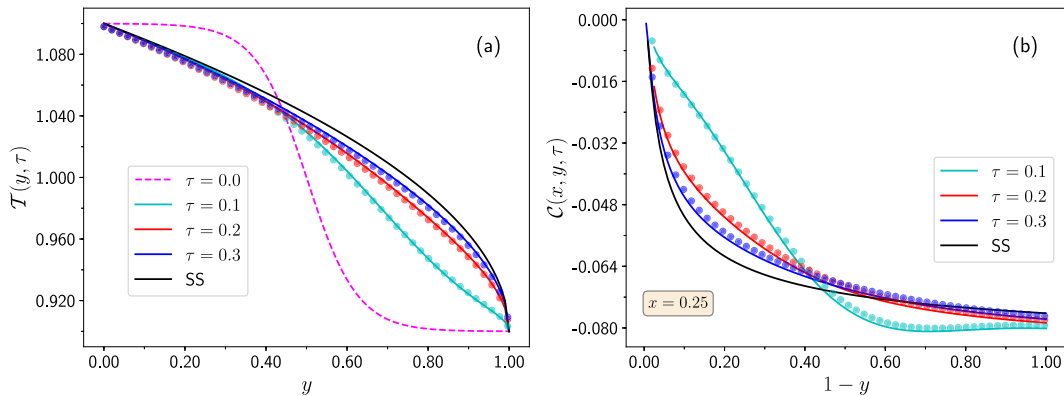 (a)
𝒯(y, τ)
1.080
1.040
1.000
0.960
0.920
τ = 0.0
τ = 0.1
τ = 0.2
τ = 0.3
SS
0.00 0.20 0.40 0.60 0.80 1.00
y
(b)
𝒞(x, y, τ)
0.000
-0.016
-0.032
-0.048
-0.064
-0.080
τ = 0.1
τ = 0.2
τ = 0.3
SS
x = 0.25
0.00 0.20 0.40 0.60 0.80 1.00
1 − y